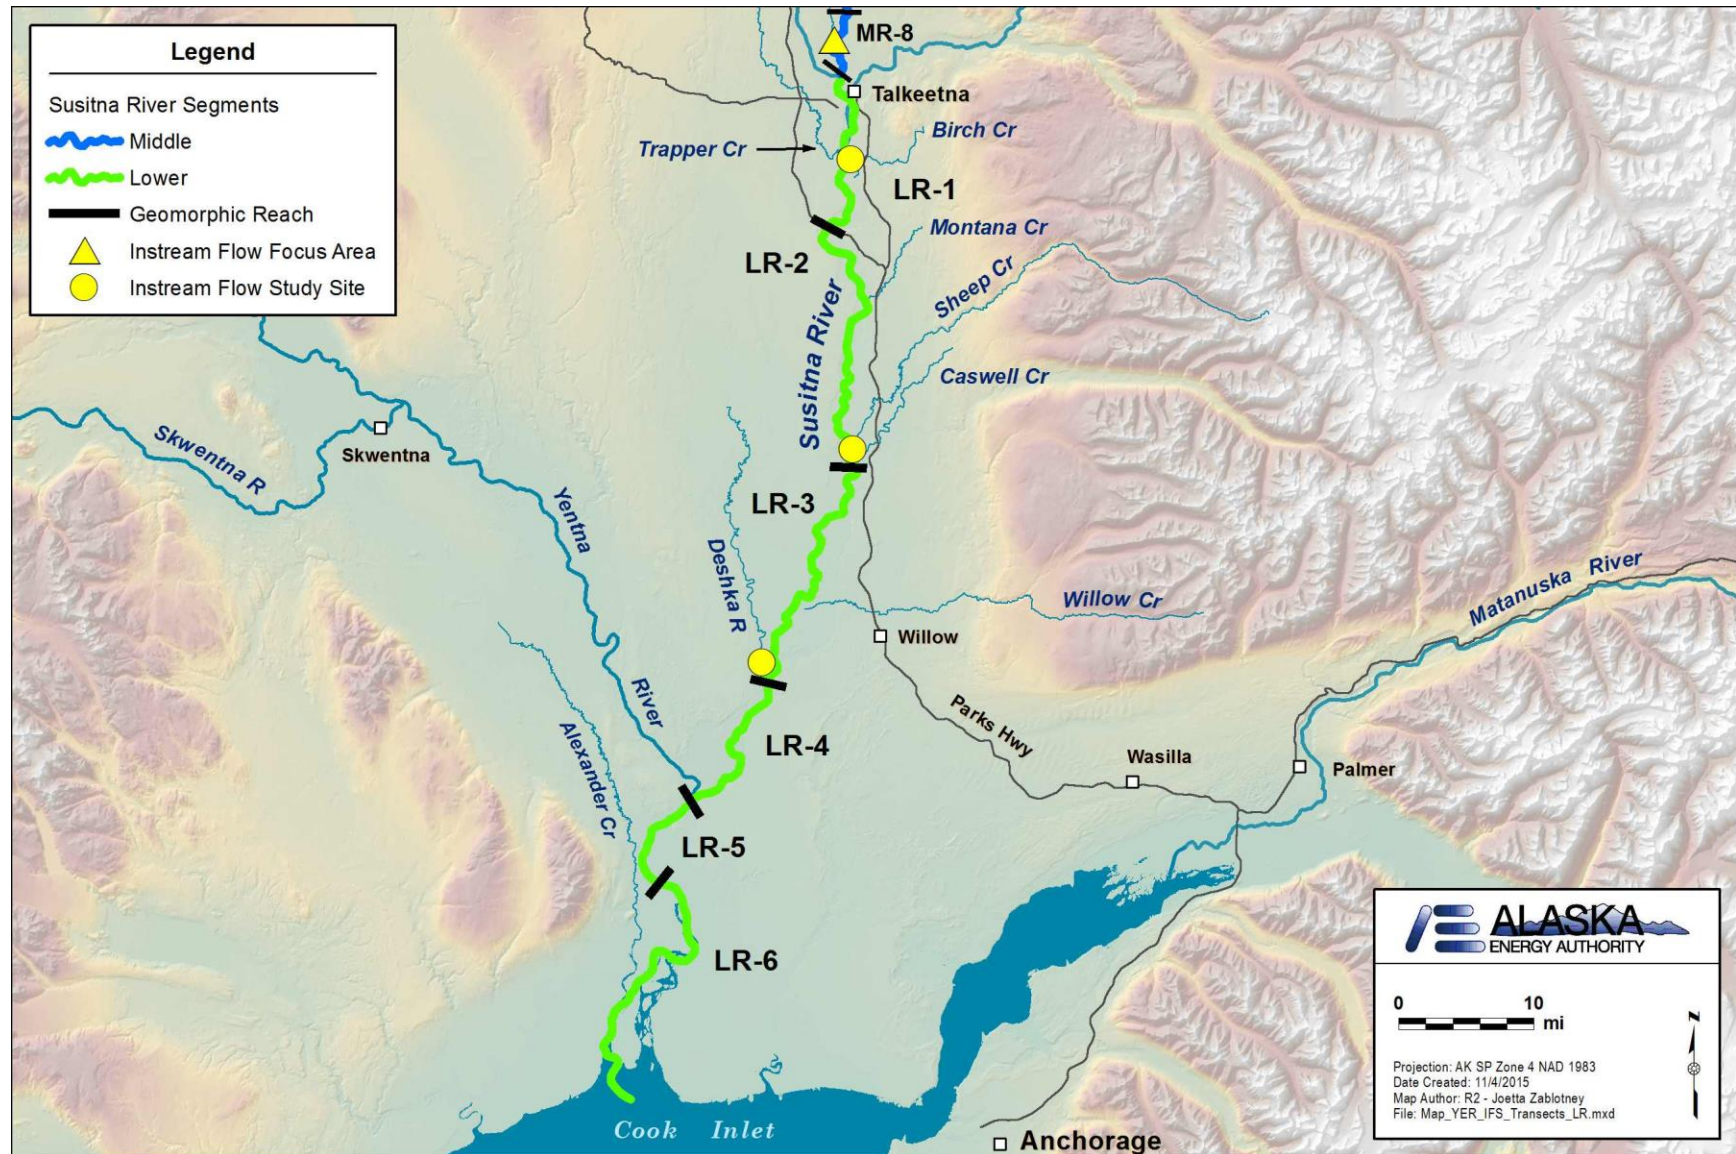 Legend
Susitna River Segments
Middle
Lower
Geomorphic Reach
Instream Flow Focus Area
Instream Flow Study Site
MR-8
Talkeetna
Birch Cr
Trapper Cr
LR-1
Montana Cr
LR-2
Sheep Cr
Susitna River
Caswell Cr
Skwentna R
Skwentna
Yentna
River
LR-3
Deshka R
Willow Cr
Matanuska River
Willow
Alexander Cr
Parks Hwy
LR-4
Wasilla
Palmer
LR-5
LR-6
Cook Inlet
Anchorage
ALASKA
ENERGY AUTHORITY
0 10
mi
N
Projection: AK SP Zone 4 NAD 1983
Date Created: 11/4/2015
Map Author: R2 - Joetta Zablotney
File: Map_YER_IFS_Transects_LR.mxd